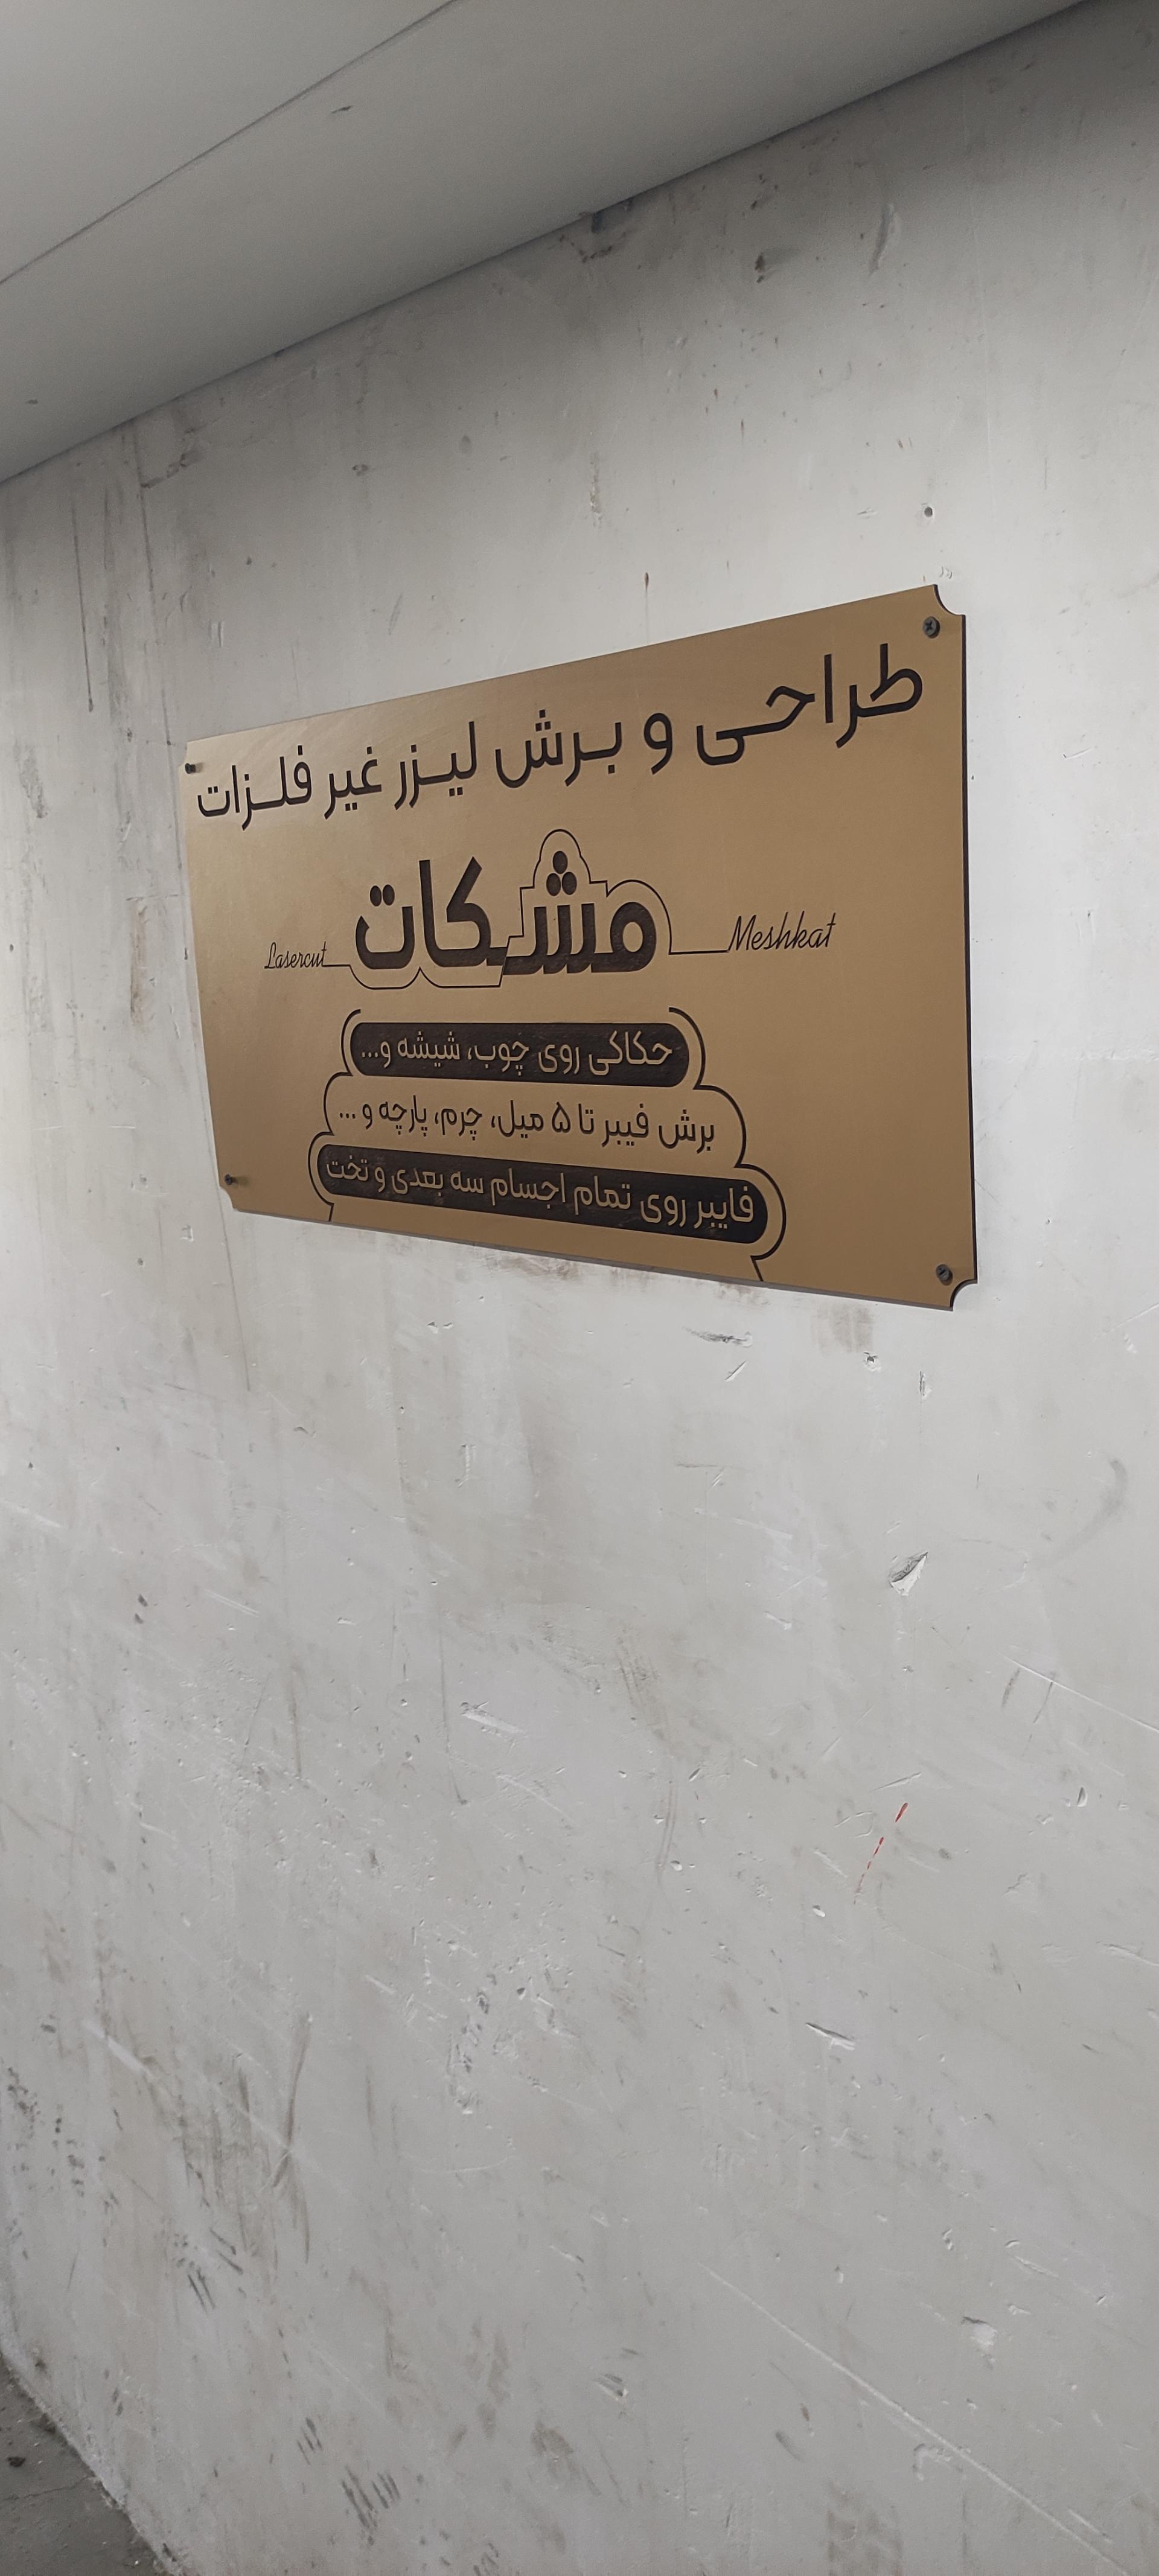 طراحی و برش لیزر غیر فلزات
مشکات
Meshkat Lasercut
حکاکی روی چوب، شیشه و...
برش فیبر تا ۵ میل، چرم، پارچه و ...
فایبر روی تمام اجسام سه بعدی و تخت